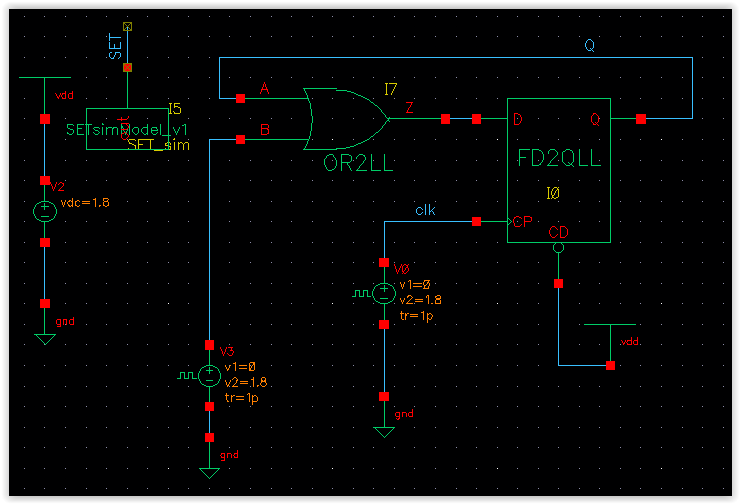 Q
SET
vdd
I5
SETsimModel_v1
SET_sim
V2
vdc=1.8
gnd
A
B
I7
Z
OR2LL
D
Q
FD2QLL
I0
CP
CD
clk
V0
v1=0
v2=1.8
tr=1p
gnd
vdd
V3
v1=0
v2=1.8
tr=1p
gnd